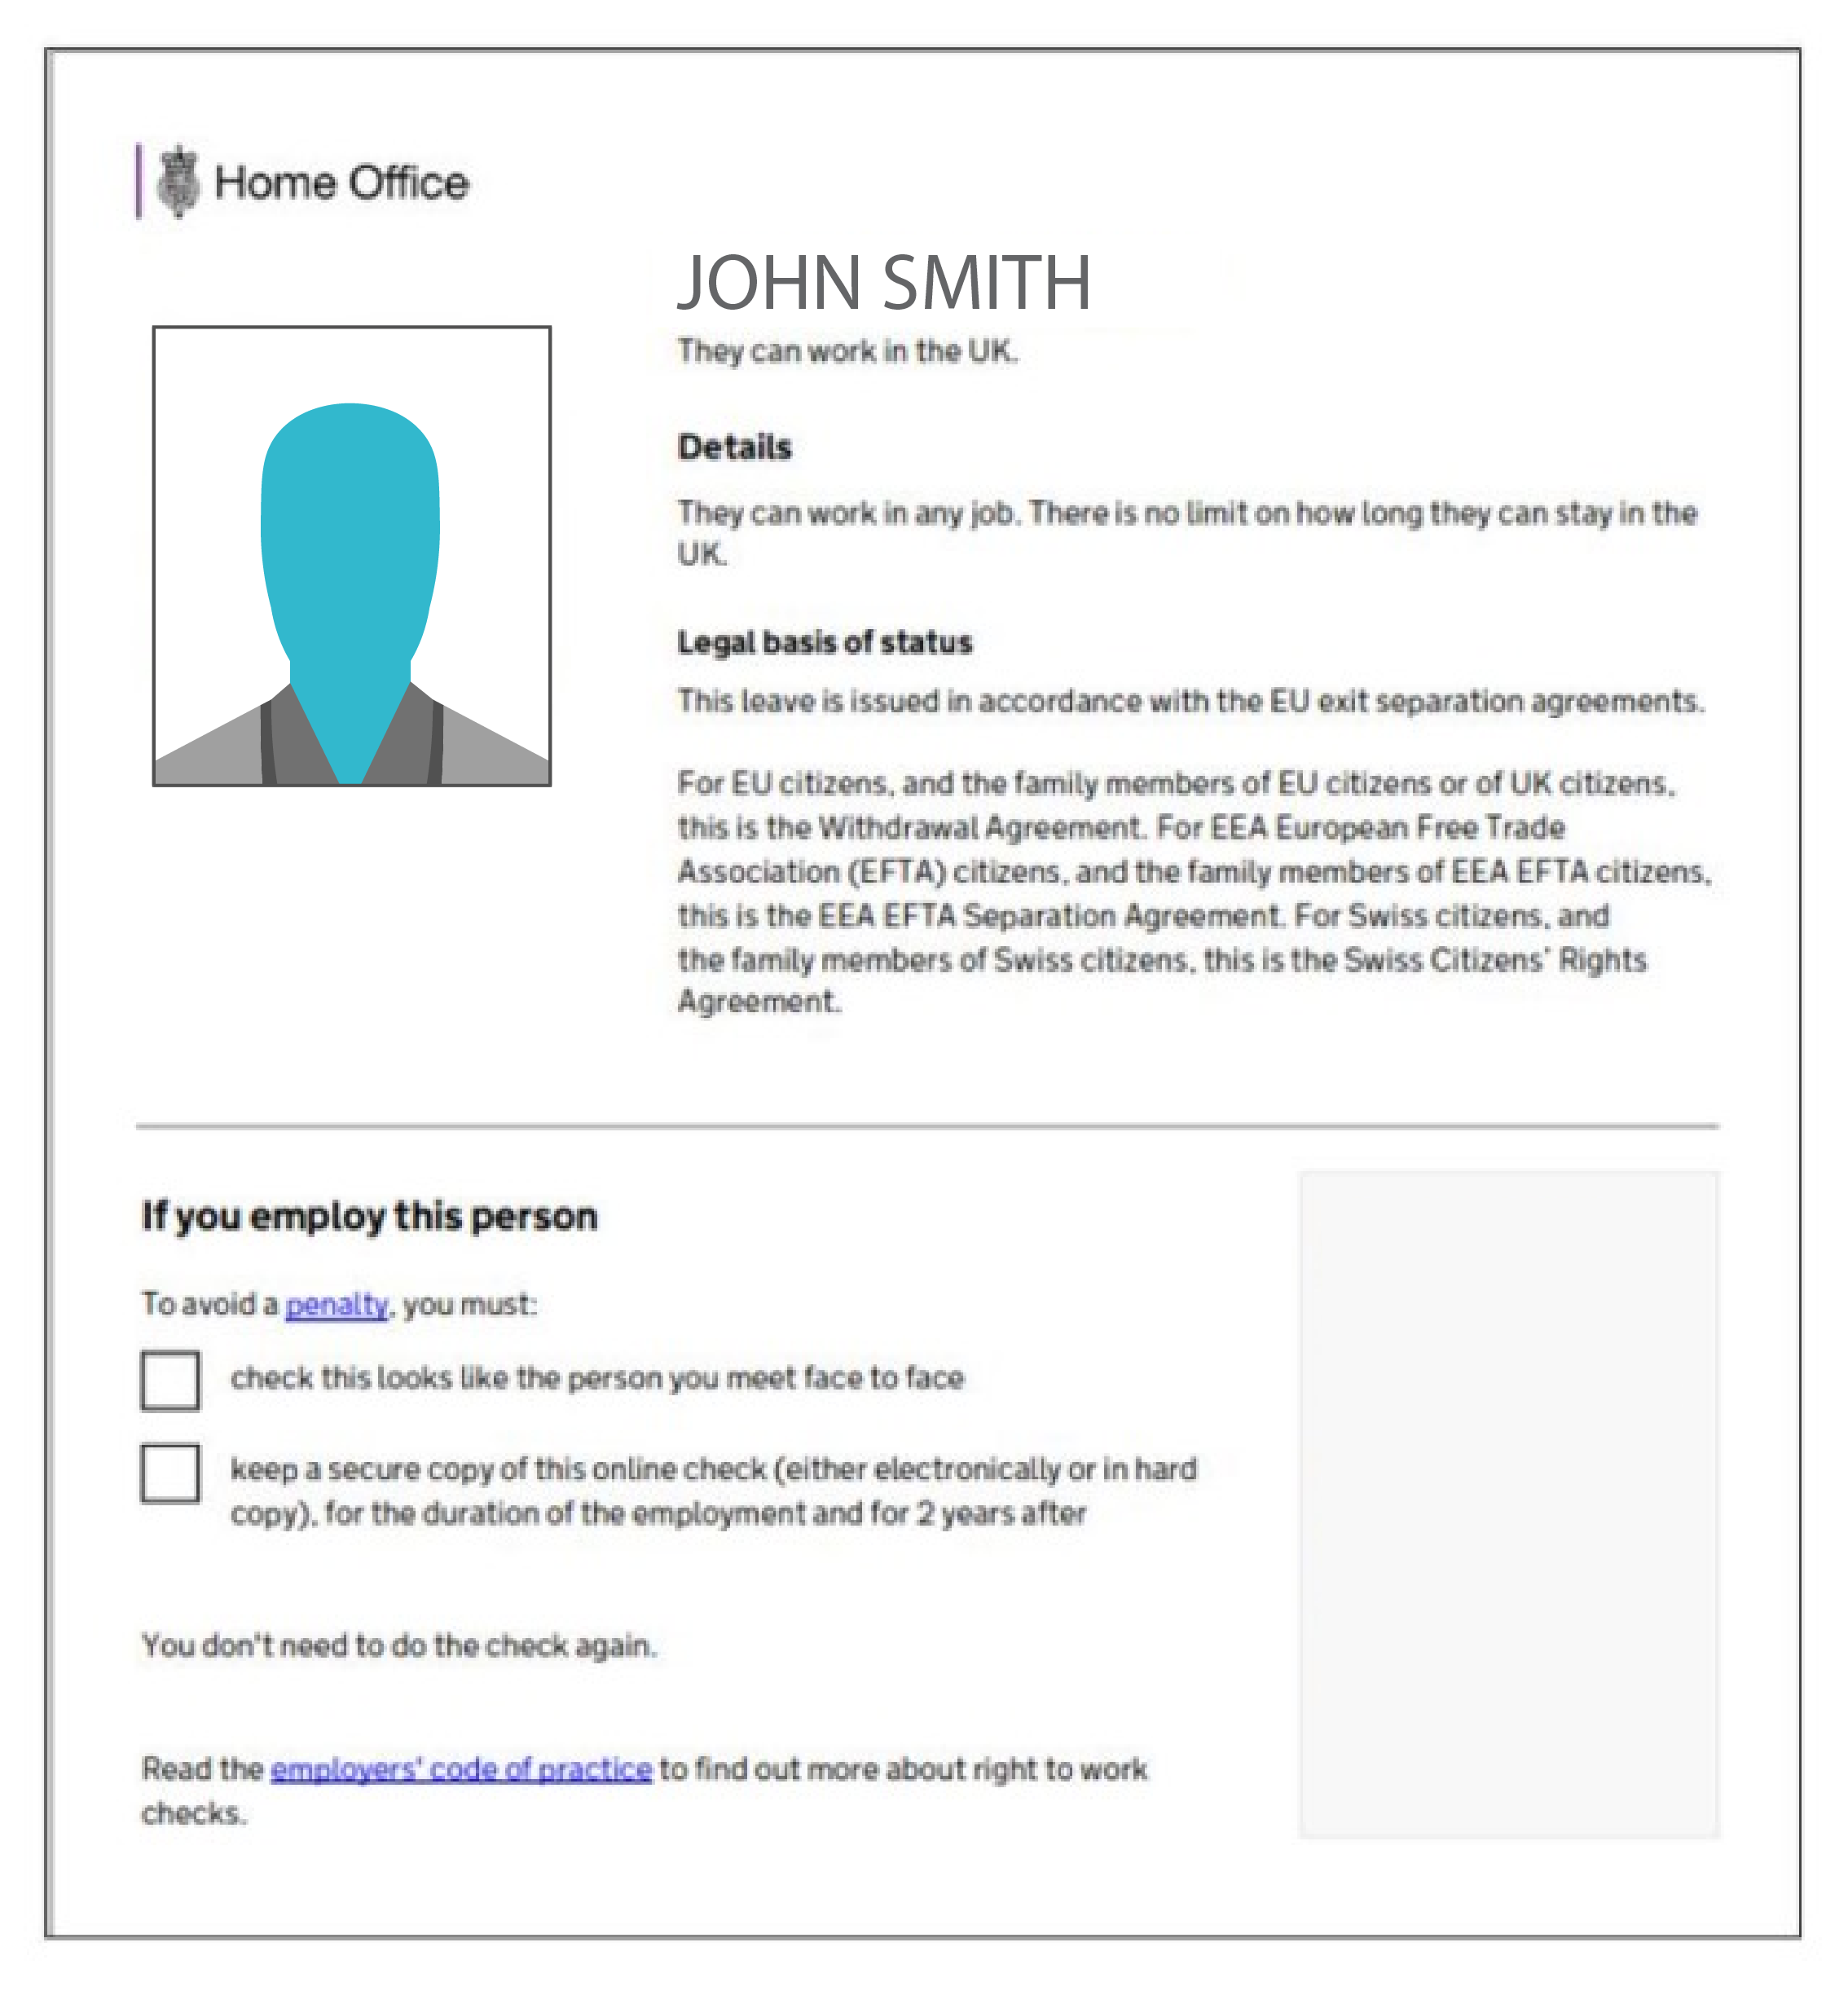 Home Office
JOHN SMITH
They can work in the UK.
Details
They can work in any job. There is no limit on how long they can stay in the
UK.
Legal basis of status
This leave is issued in accordance with the EU exit separation agreements.
For EU citizens, and the family members of EU citizens or of UK citizens,
this is the Withdrawal Agreement. For EEA European Free Trade
Association (EFTA) citizens, and the family members of EEA EFTA citizens,
this is the EEA EFTA Separation Agreement. For Swiss citizens, and
the family members of Swiss citizens, this is the Swiss Citizens' Rights
Agreement.
If you employ this person
To avoid a penalty, you must:
check this looks like the person you meet face to face
keep a secure copy of this online check (either electronically or in hard
copy), for the duration of the employment and for 2 years after
You don't need to do the check again.
Read the employers' code of practice to find out more about right to work
checks.